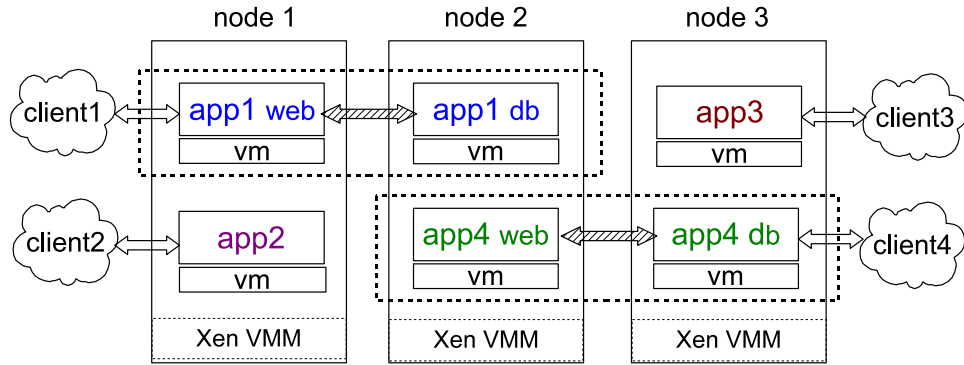 node 1
node 2
node 3
client1
app1 web
app1 db
app3
client3
vm
vm
vm
client2
app2
app4 web
app4 db
client4
vm
vm
vm
Xen VMM
Xen VMM
Xen VMM